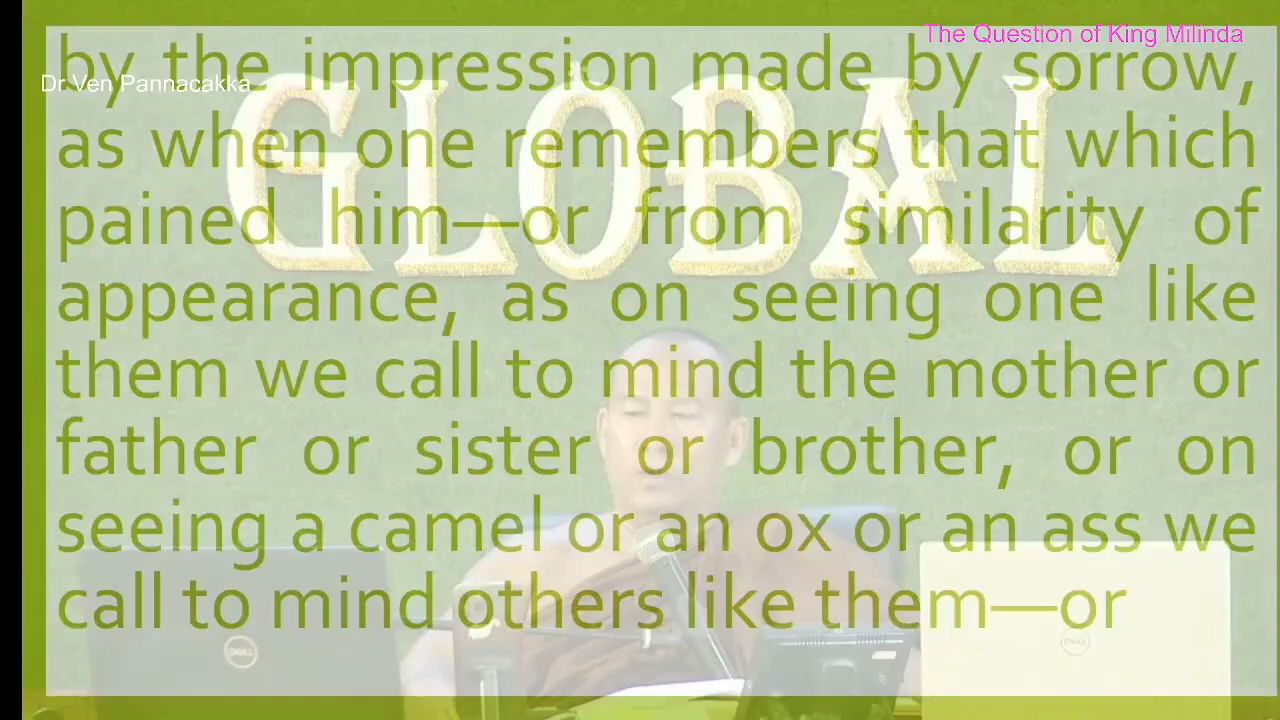 The Question of King Milinda
by the impression made by sorrow,
Dr Ven Pannacakka
as when one remembers that which
pained him—or from similarity of
appearance, as on seeing one like
them we call to mind the mother or
father or sister or brother, or on
seeing a camel or an ox or an ass we
call to mind others like them—or
GLOBAL
DELL
DELL